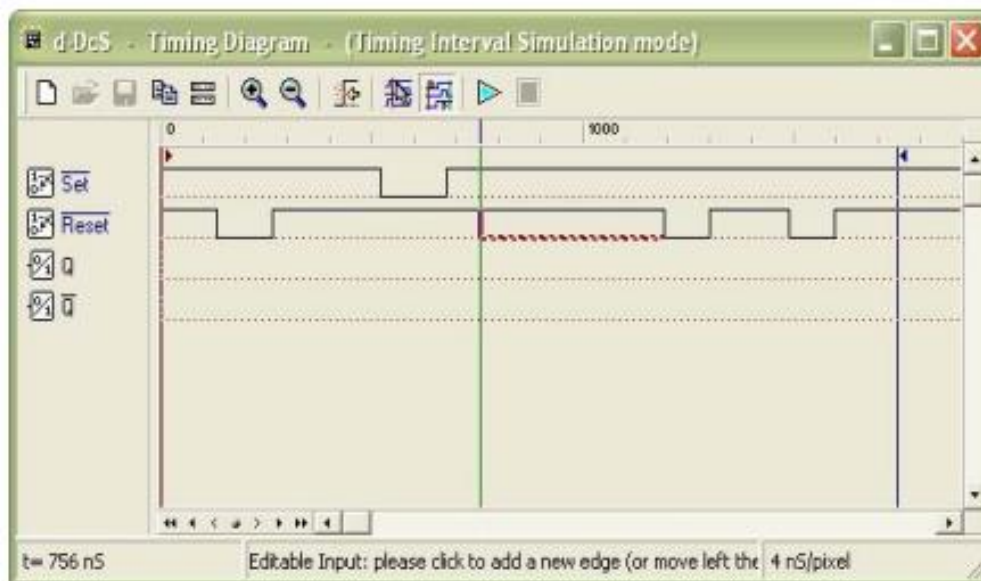 d-DcS - Timing Diagram - (Timing Interval Simulation mode)
0 1000
Set
Reset
Q
Q
t= 756 nS Editable Input: please click to add a new edge (or move left the 4 nS/pixel